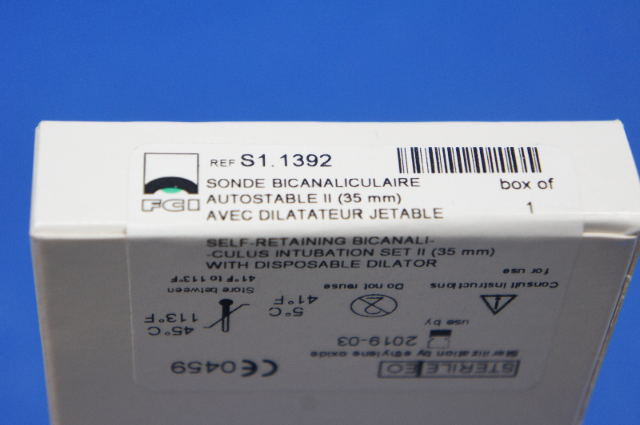 REF S1.1392
SONDE BICANALICULAIRE
AUTOSTABLE II (35 mm)
AVEC DILATATEUR JETABLE
box of
1
FCI
SELF-RETAINING BICANALI-
-CULUS INTUBATION SET II (35 mm)
WITH DISPOSABLE DILATOR
Consult instructions
for use
Do not reuse
5°C
41°F
Store between
41°F to 113°F
45°C
113°F
use by
2019-03
Sterilisation by ethylene oxide
STERILE EO
CE0459